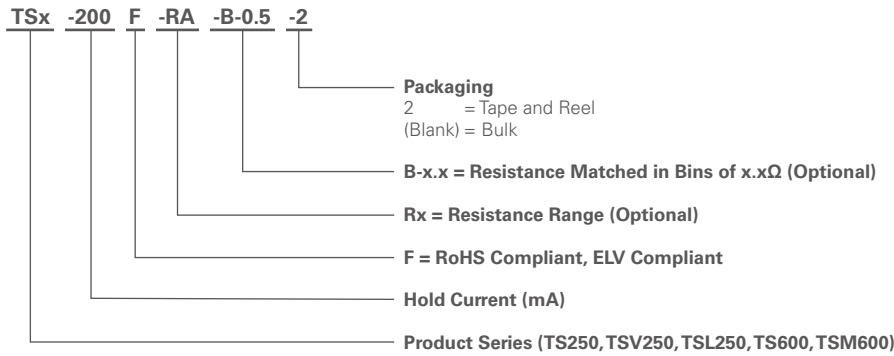 TSx -200 F -RA -B-0.5 -2
Packaging
2 = Tape and Reel
(Blank) = Bulk
B-x.x = Resistance Matched in Bins of x.xΩ (Optional)
Rx = Resistance Range (Optional)
F = RoHS Compliant, ELV Compliant
Hold Current (mA)
Product Series (TS250, TSV250, TSL250, TS600, TSM600)